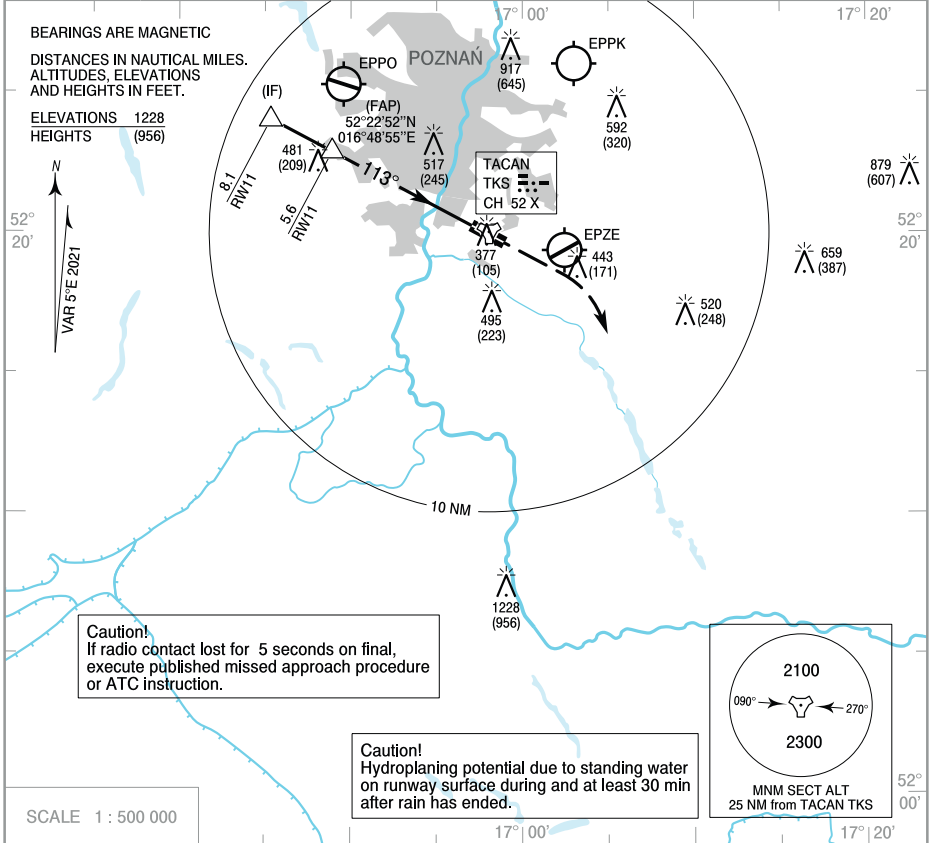 BEARINGS ARE MAGNETIC
DISTANCES IN NAUTICAL MILES.
ALTITUDES, ELEVATIONS
AND HEIGHTS IN FEET.
ELEVATIONS 1228
HEIGHTS (956)
N
VAR 5°E 2021
17° 00'
17° 20'
POZNAŃ
EPPO
EPPK
917
(645)
592
(320)
(IF)
(FAP)
52°22'52"N
016°48'55"E
481
(209)
517
(245)
879
(607)
8.1
RW11
5.6
RW11
113°
TACAN
TKS
CH 52 X
52°
20'
52°
20'
EPZE
377
(105)
443
(171)
659
(387)
495
(223)
520
(248)
10 NM
1228
(956)
Caution!
If radio contact lost for 5 seconds on final,
execute published missed approach procedure
or ATC instruction.
Caution!
Hydroplaning potential due to standing water
on runway surface during and at least 30 min
after rain has ended.
2100
090°
270°
2300
MNM SECT ALT
25 NM from TACAN TKS
52°
00'
SCALE 1 : 500 000
17° 00'
17° 20'